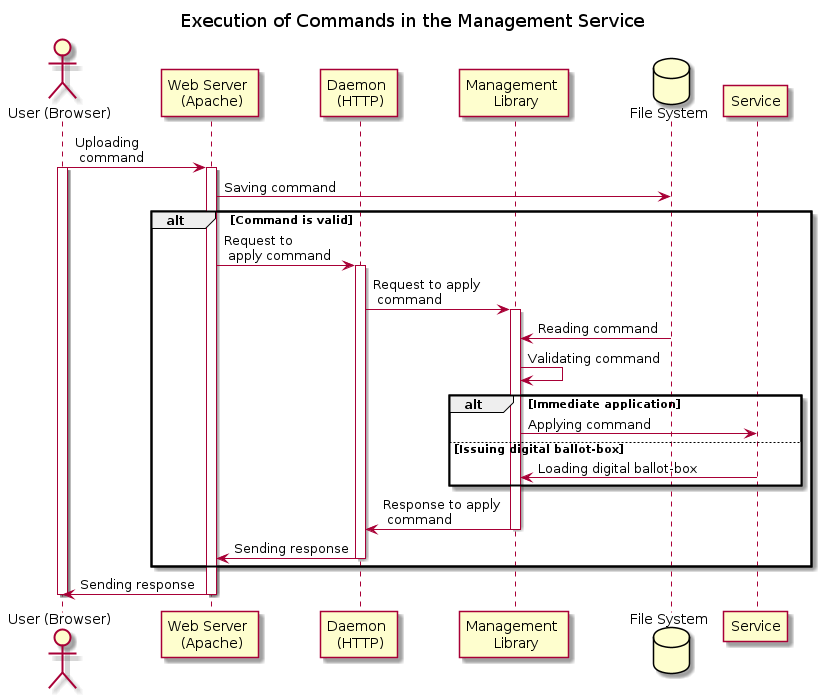 Execution of Commands in the Management Service
User (Browser)
Web Server
(Apache)
Daemon
(HTTP)
Management
Library
File System
Service
Uploading
command
Saving command
alt
[Command is valid]
Request to
apply command
Request to apply
command
Reading command
Validating command
alt
[Immediate application]
Applying command
[Issuing digital ballot-box]
Loading digital ballot-box
Response to apply
command
Sending response
Sending response
User (Browser)
Web Server
(Apache)
Daemon
(HTTP)
Management
Library
File System
Service